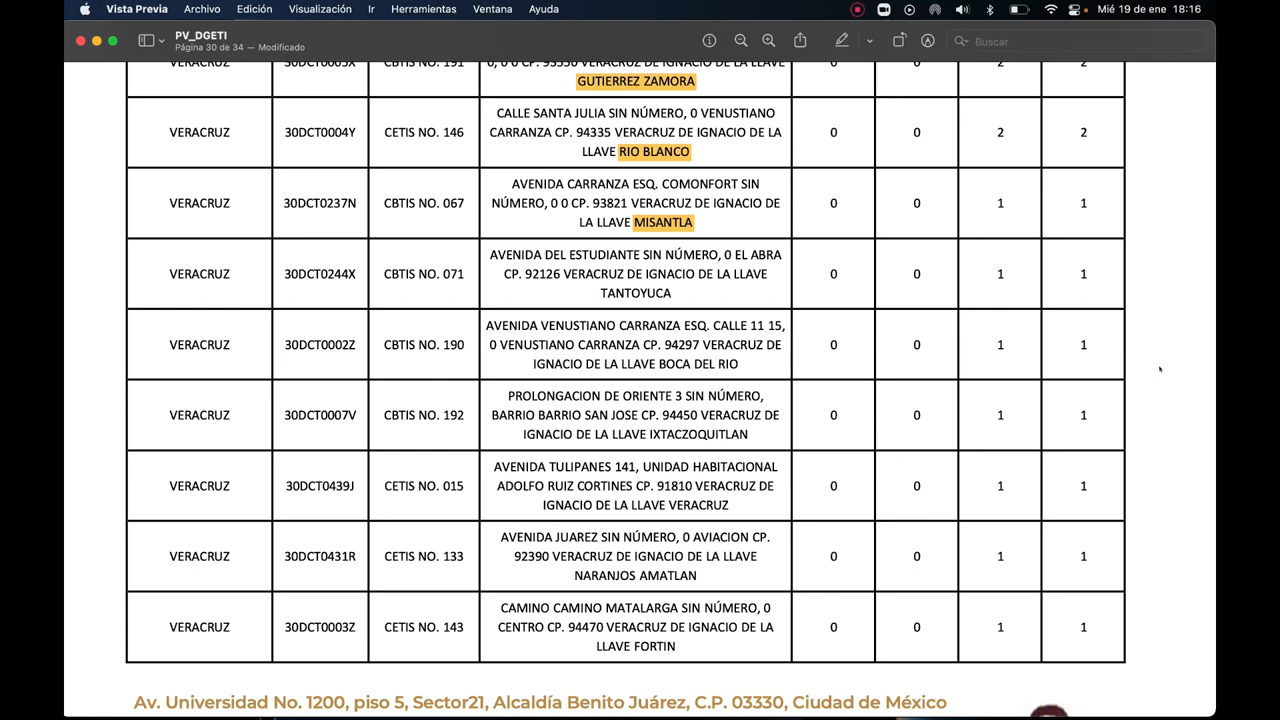 Vista Previa Archivo Edición Visualización Ir Herramientas Ventana Ayuda Mié 19 de ene 18:16
PV_DGETI
Página 30 de 34 — Modificado
Buscar
VERACRUZ 30DCT0005X CBTIS NO. 191 0, 0 0 CP. 93550 VERACRUZ DE IGNACIO DE LA LLAVE 0 0 2 2
GUTIERREZ ZAMORA
CALLE SANTA JULIA SIN NÚMERO, 0 VENUSTIANO
VERACRUZ 30DCT0004Y CETIS NO. 146 CARRANZA CP. 94335 VERACRUZ DE IGNACIO DE LA 0 0 2 2
LLAVE RIO BLANCO
AVENIDA CARRANZA ESQ. COMONFORT SIN
VERACRUZ 30DCT0237N CBTIS NO. 067 NÚMERO, 0 0 CP. 93821 VERACRUZ DE IGNACIO DE 0 0 1 1
LA LLAVE MISANTLA
AVENIDA DEL ESTUDIANTE SIN NÚMERO, 0 EL ABRA
VERACRUZ 30DCT0244X CBTIS NO. 071 CP. 92126 VERACRUZ DE IGNACIO DE LA LLAVE 0 0 1 1
TANTOYUCA
AVENIDA VENUSTIANO CARRANZA ESQ. CALLE 11 15,
VERACRUZ 30DCT0002Z CBTIS NO. 190 0 VENUSTIANO CARRANZA CP. 94297 VERACRUZ DE 0 0 1 1
IGNACIO DE LA LLAVE BOCA DEL RIO
PROLONGACION DE ORIENTE 3 SIN NÚMERO,
VERACRUZ 30DCT0007V CBTIS NO. 192 BARRIO BARRIO SAN JOSE CP. 94450 VERACRUZ DE 0 0 1 1
IGNACIO DE LA LLAVE IXTACZOQUITLAN
AVENIDA TULIPANES 141, UNIDAD HABITACIONAL
VERACRUZ 30DCT0439J CETIS NO. 015 ADOLFO RUIZ CORTINES CP. 91810 VERACRUZ DE 0 0 1 1
IGNACIO DE LA LLAVE VERACRUZ
AVENIDA JUAREZ SIN NÚMERO, 0 AVIACION CP.
VERACRUZ 30DCT0431R CETIS NO. 133 92390 VERACRUZ DE IGNACIO DE LA LLAVE 0 0 1 1
NARANJOS AMATLAN
CAMINO CAMINO MATALARGA SIN NÚMERO, 0
VERACRUZ 30DCT0003Z CETIS NO. 143 CENTRO CP. 94470 VERACRUZ DE IGNACIO DE LA 0 0 1 1
LLAVE FORTIN
Av. Universidad No. 1200, piso 5, Sector21, Alcaldía Benito Juárez, C.P. 03330, Ciudad de México